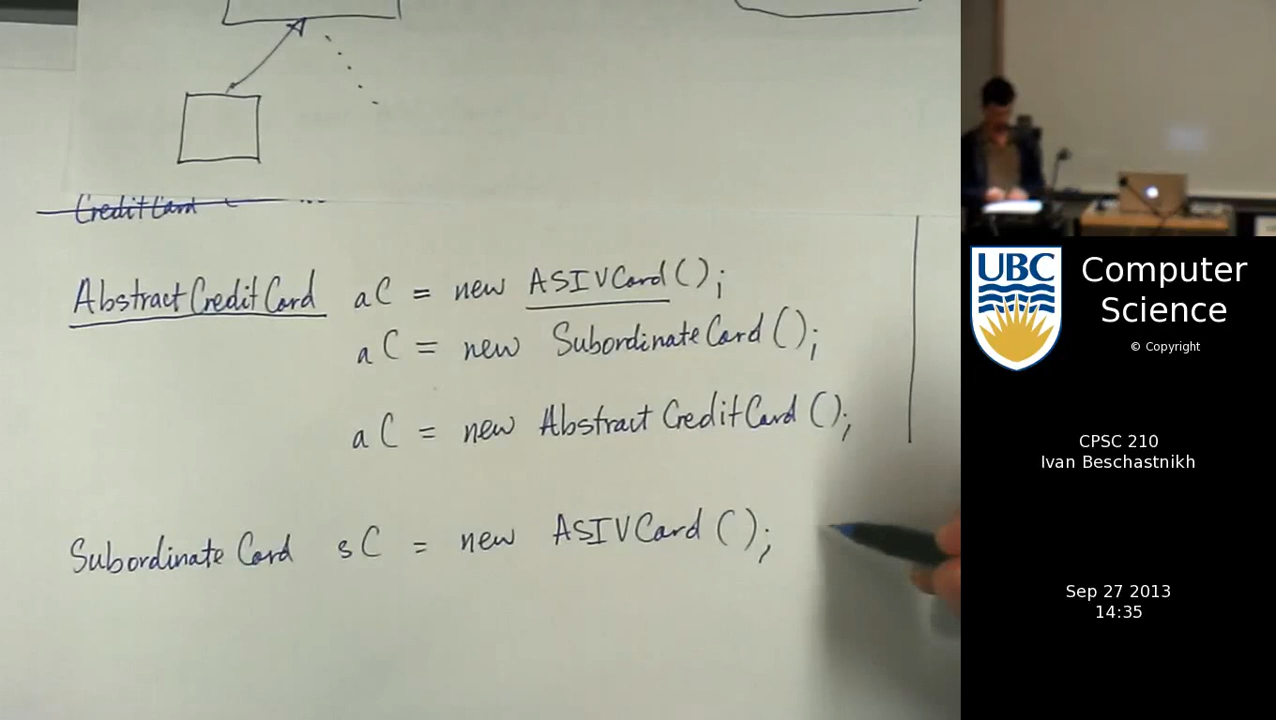 CreditCard
AbstractCreditCard aC = new ASIVCard();
aC = new SubordinateCard();
aC = new AbstractCreditCard();
SubordinateCard sC = new ASIVCard();
UBC
Computer
Science
© Copyright
CPSC 210
Ivan Beschastnikh
Sep 27 2013
14:35